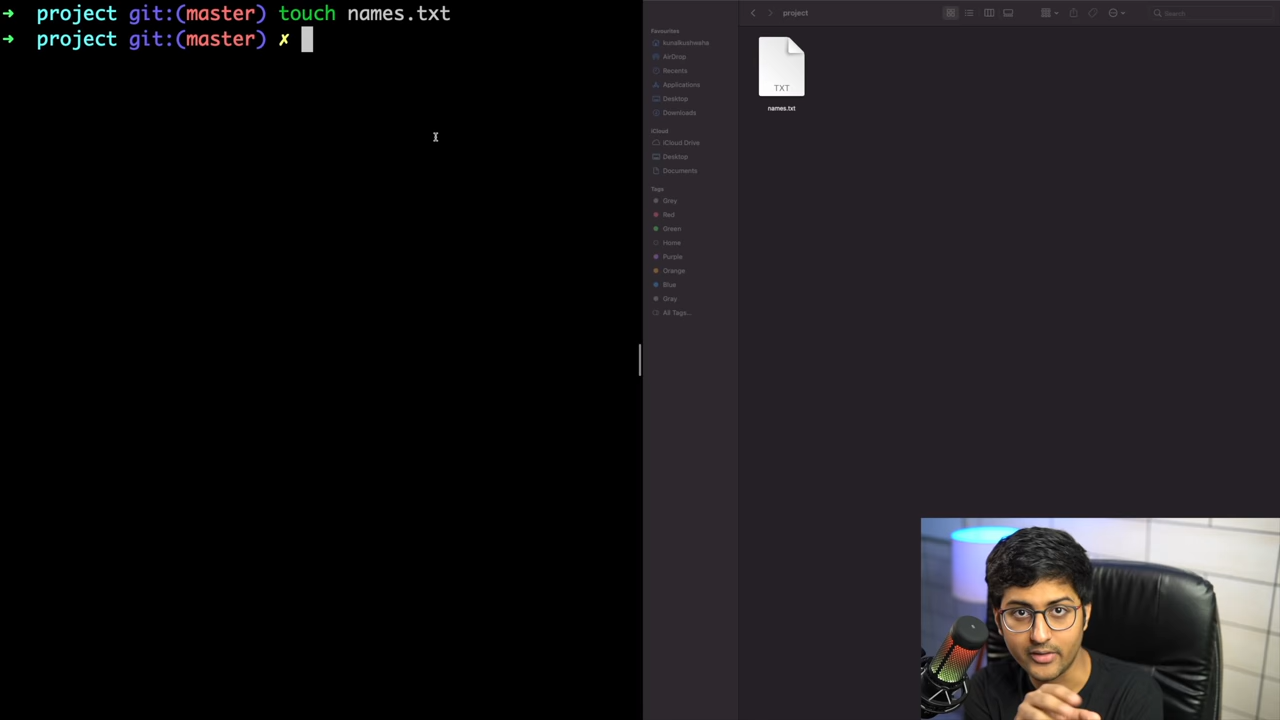 ➜ project git:(master) touch names.txt
➜ project git:(master) ✗
project
Search
Favourites
kunalkushwaha
AirDrop
Recents
Applications
Desktop
Downloads
iCloud
iCloud Drive
Desktop
Documents
Tags
Grey
Red
Green
Home
Purple
Orange
Blue
Gray
All Tags...
TXT
names.txt